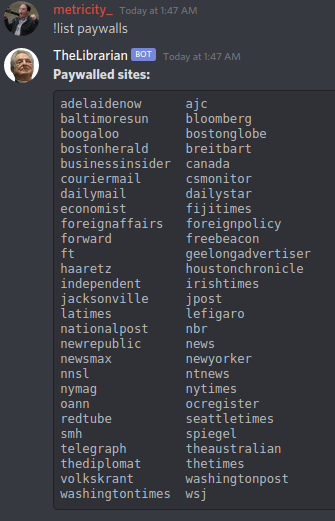 metricity_ Today at 1:47 AM
!list paywalls
TheLibrarian BOT Today at 1:47 AM
Paywalled sites:
adelaidenow ajc
baltimoresun bloomberg
boogaloo bostonglobe
bostonherald breitbart
businessinsider canada
couriermail csmonitor
dailymail dailystar
economist fijitimes
foreignaffairs foreignpolicy
forward freebeacon
ft geelongadvertiser
haaretz houstonchronicle
independent irishtimes
jacksonville jpost
latimes lefigaro
nationalpost nbr
newrepublic news
newsmax newyorker
nnsl ntnews
nymag nytimes
oann ocregister
redtube seattletimes
smh spiegel
telegraph theaustralian
thediplomat thetimes
volkskrant washingtonpost
washingtontimes wsj